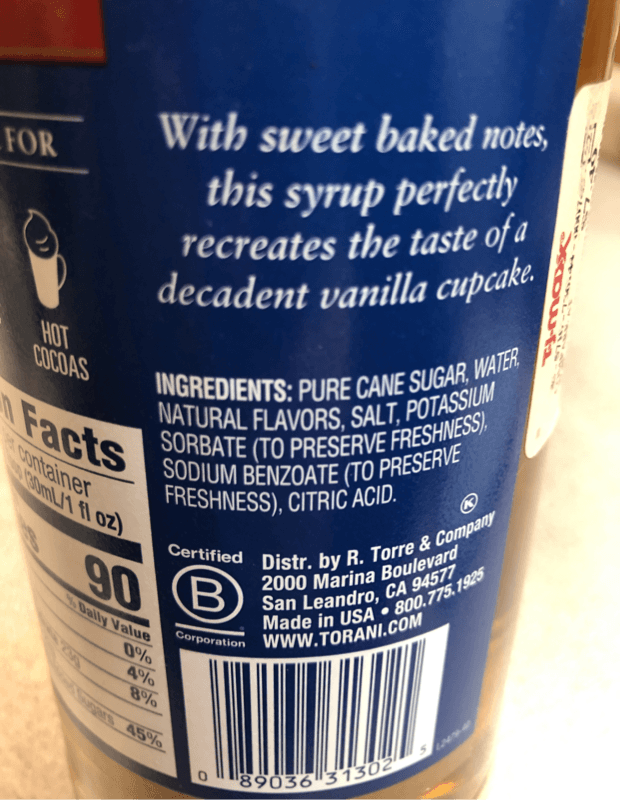 FOR
With sweet baked notes,
this syrup perfectly
recreates the taste of a
decadent vanilla cupcake.
HOT
COCOAS
INGREDIENTS: PURE CANE SUGAR, WATER,
NATURAL FLAVORS, SALT, POTASSIUM
SORBATE (TO PRESERVE FRESHNESS),
SODIUM BENZOATE (TO PRESERVE
FRESHNESS), CITRIC ACID.
K
Facts
container
(30mL/1 fl oz)
90
% Daily Value
0%
4%
8%
Sugars 45%
Certified
B
Corporation
Distr. by R. Torre & Company
2000 Marina Boulevard
San Leandro, CA 94577
Made in USA • 800.775.1925
WWW.TORANI.COM
0 89036 31302 5
T.J.maxx